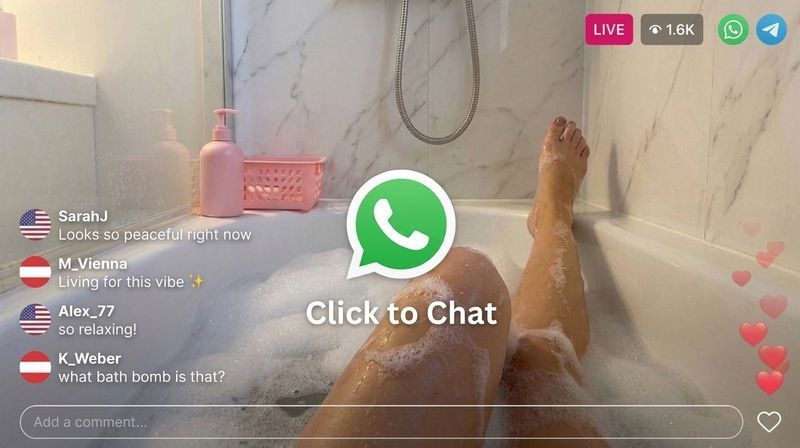 LIVE
1.6K
SarahJ
Looks so peaceful right now
M_Vienna
Living for this vibe ✨
Alex_77
so relaxing!
K_Weber
what bath bomb is that?
Click to Chat
Add a comment...